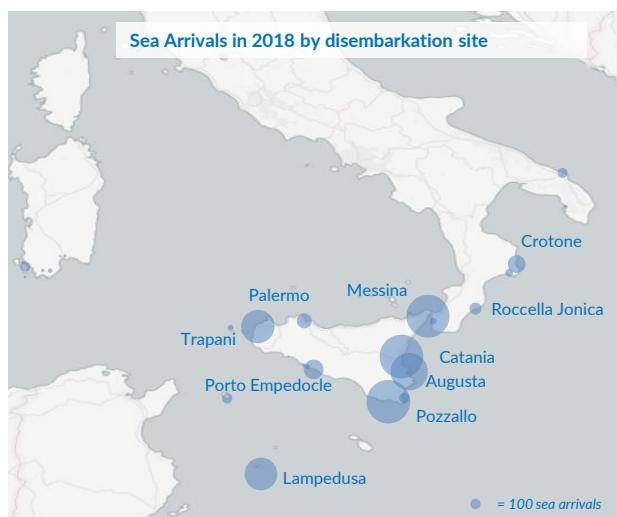 Sea Arrivals in 2018 by disembarkation site
Crotone
Messina
Palermo
Roccella Jonica
Trapani
Catania
Augusta
Porto Empedocle
Pozzallo
Lampedusa
= 100 sea arrivals